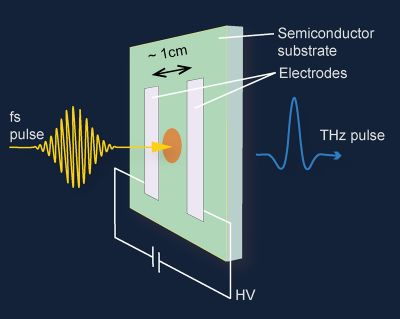 Semiconductor
substrate
~ 1cm
Electrodes
fs
pulse
THz pulse
HV